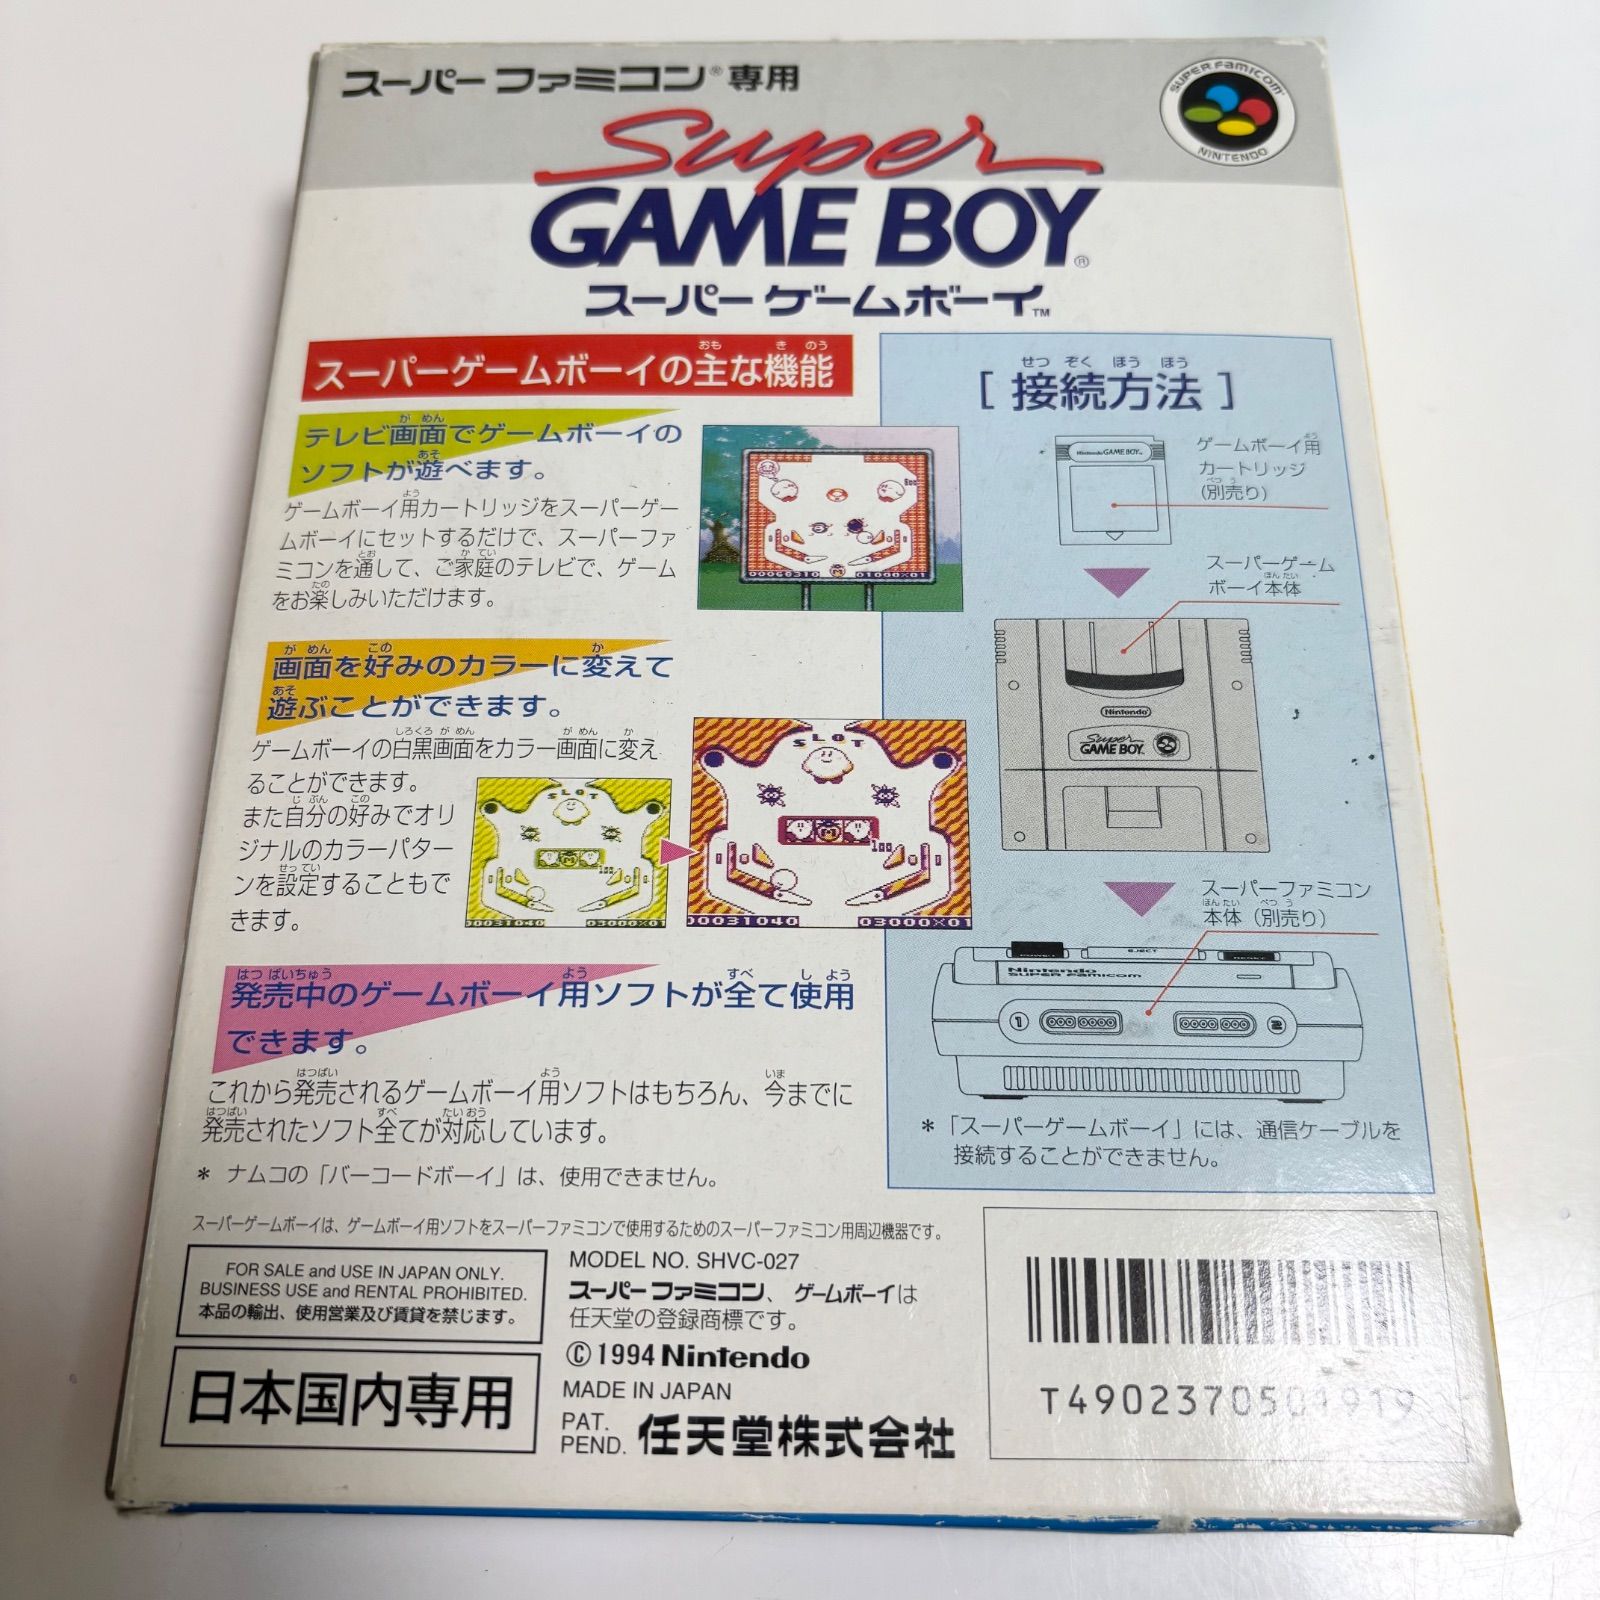 スーパーファミコン®専用
SUPER FAMICOM
NINTENDO
Super
GAME BOY®
スーパーゲームボーイ™
スーパーゲームボーイの主な機能
テレビ画面でゲームボーイの
ソフトが遊べます。
ゲームボーイ用カートリッジをスーパーゲー
ムボーイにセットするだけで、スーパーファ
ミコンを通して、ご家庭のテレビで、ゲーム
をお楽しみいただけます。
00060310 01000×01
画面を好みのカラーに変えて
遊ぶことができます。
ゲームボーイの白黒画面をカラー画面に変え
ることができます。
また自分の好みでオリ
ジナルのカラーパター
ンを設定することもで
きます。
SLOT
100
00031040 03000×01
SLOT
100
00031040 03000×01
発売中のゲームボーイ用ソフトが全て使用
できます。
これから発売されるゲームボーイ用ソフトはもちろん、今までに
発売されたソフト全てが対応しています。
* ナムコの「バーコードボーイ」は、使用できません。
[接続方法]
Nintendo GAME BOY™
ゲームボーイ用
カートリッジ
(別売り)
スーパーゲーム
ボーイ本体
Nintendo
Super
GAME BOY
スーパーファミコン
本体(別売り)
POWER EJECT RESET
Nintendo
SUPER FAMICOM
1 2
* 「スーパーゲームボーイ」には、通信ケーブルを
接続することができません。
スーパーゲームボーイは、ゲームボーイ用ソフトをスーパーファミコンで使用するためのスーパーファミコン用周辺機器です。
FOR SALE and USE IN JAPAN ONLY.
BUSINESS USE and RENTAL PROHIBITED.
本品の輸出、使用営業及び賃貸を禁じます。
日本国内専用
MODEL NO. SHVC-027
スーパーファミコン、ゲームボーイは
任天堂の登録商標です。
©1994 Nintendo
MADE IN JAPAN
PAT.
PEND. 任天堂株式会社
T4902370501919